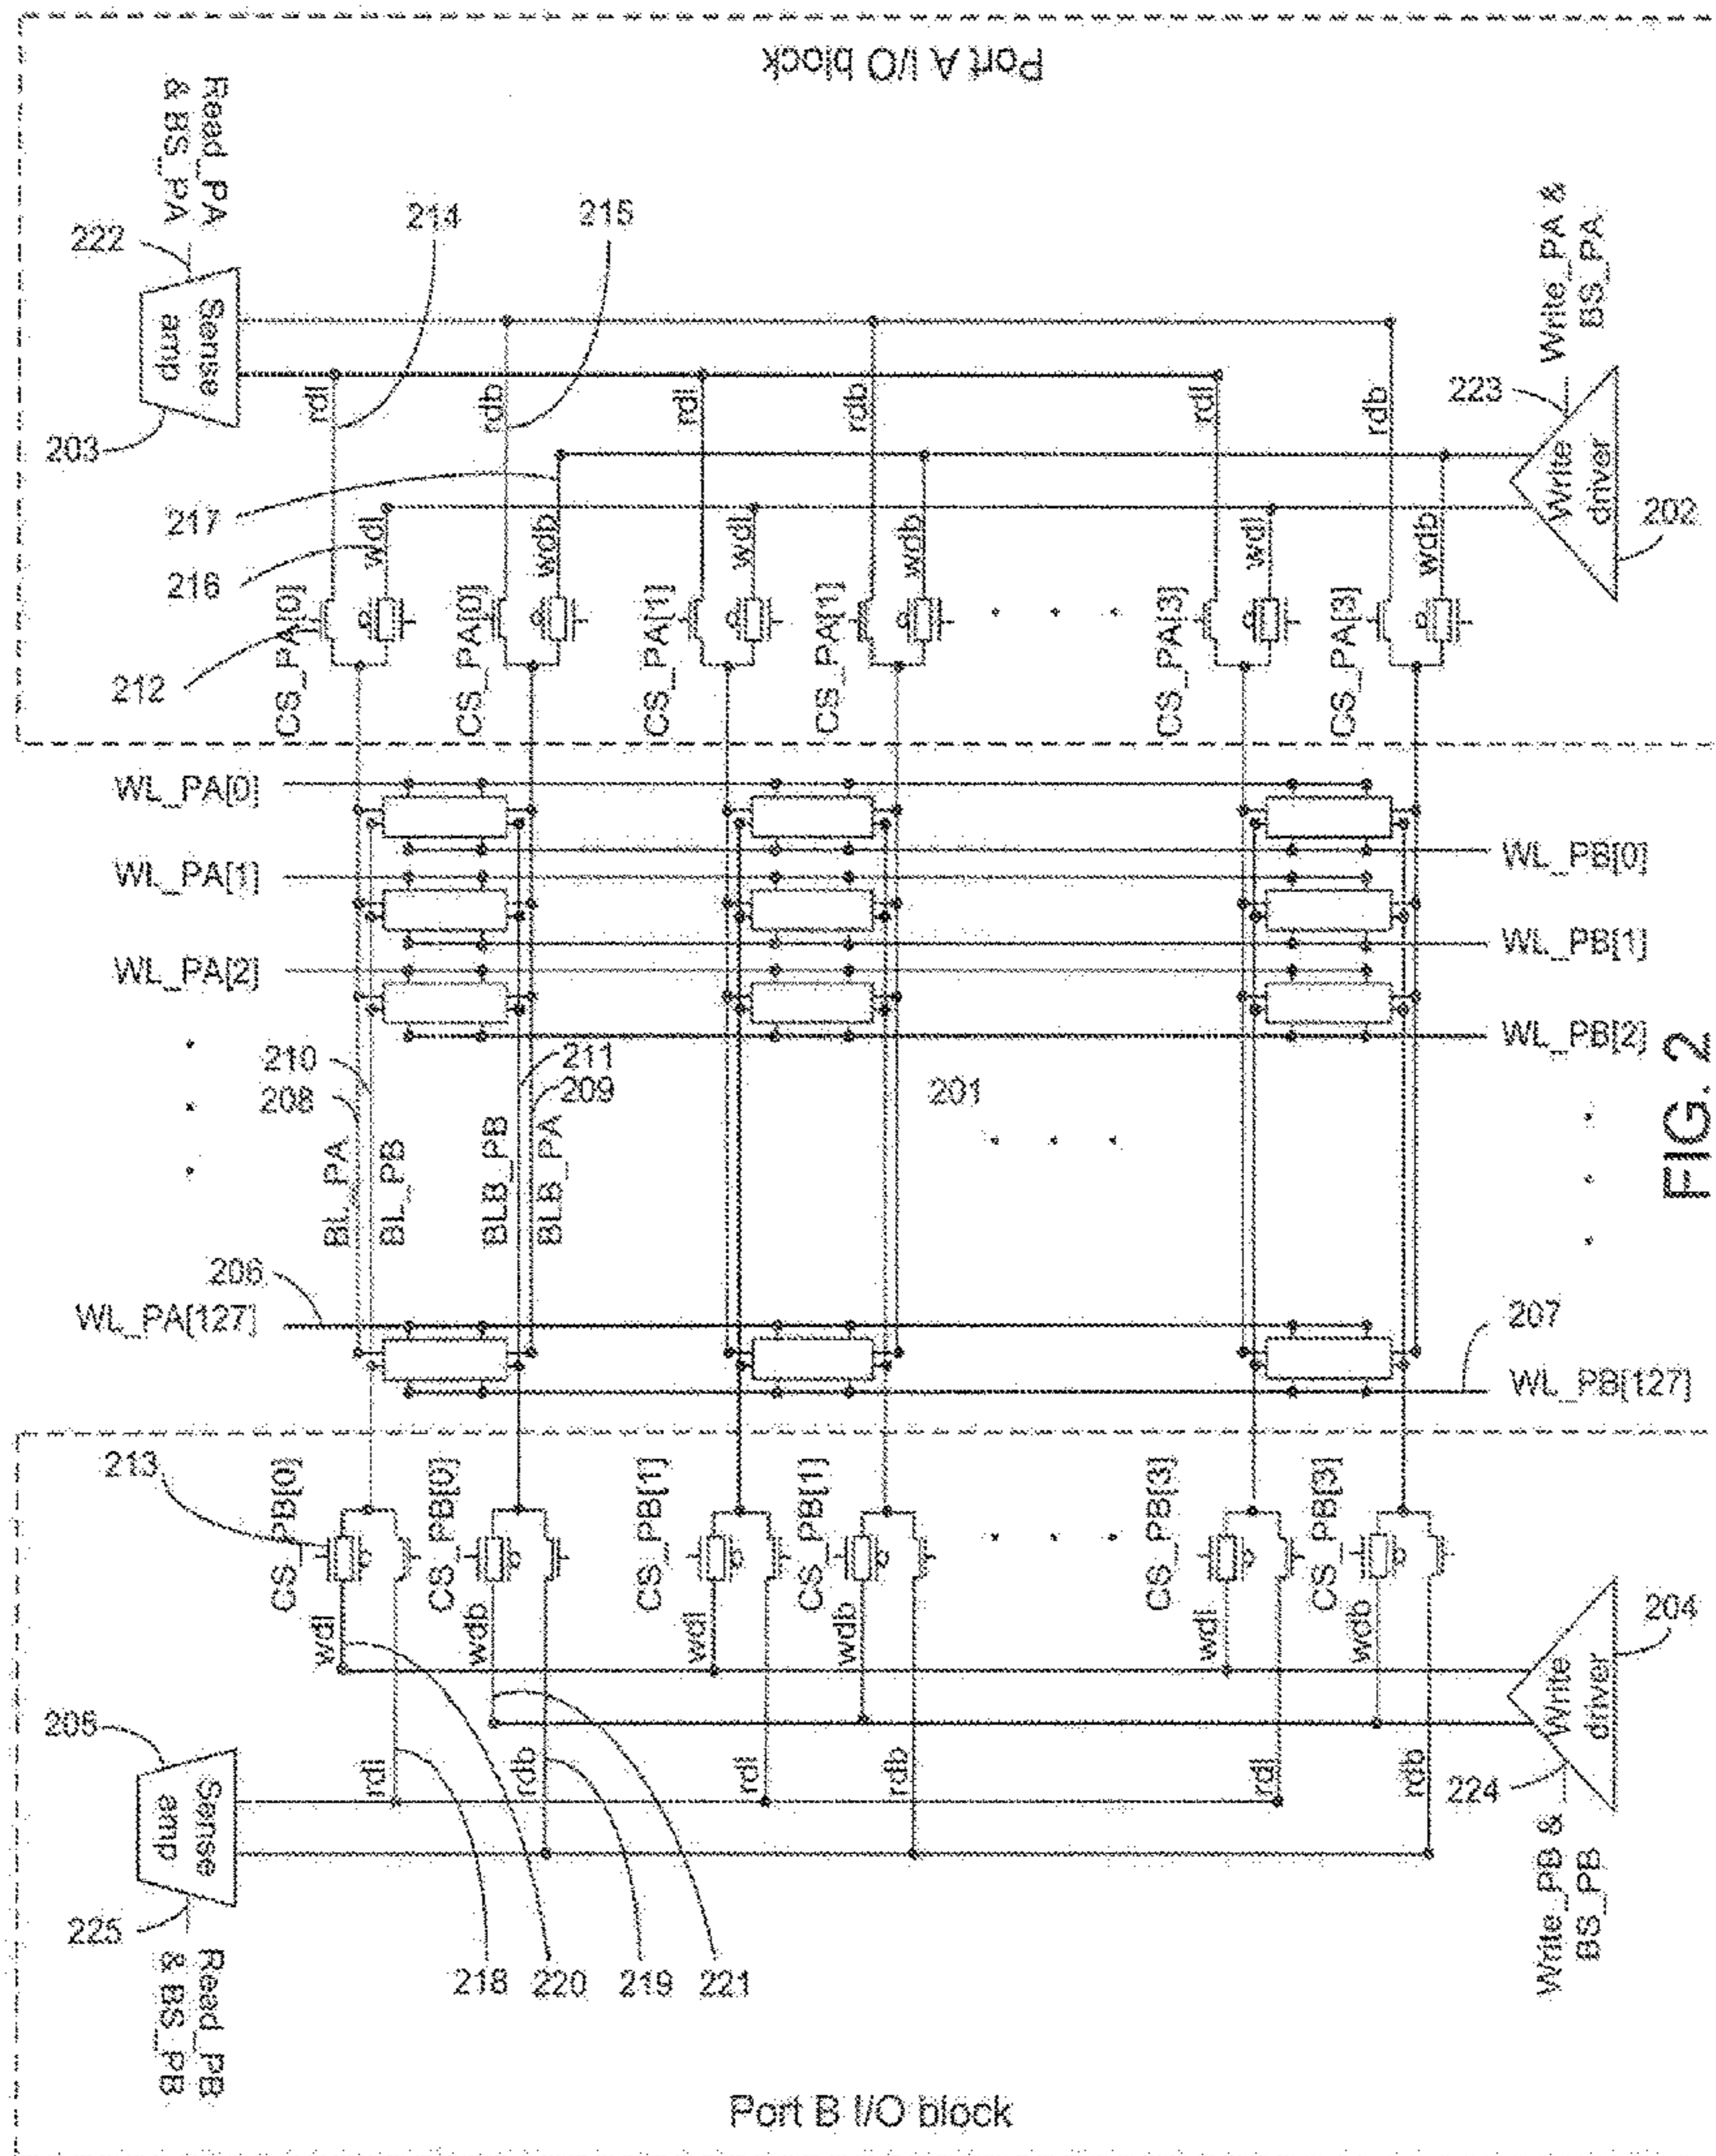 Port A I/O block
Read_PA
& BS_PA
222
Sense
amp
203
214
215
Write_PA &
BS_PA
223
Write
driver
202
rdl
rdb
rdl
rdb
rdl
rdb
217
216
212
wdl
wdb
wdl
wdb
wdl
wdb
CS_PA[0]
CS_PA[0]
CS_PA[1]
CS_PA[1]
CS_PA[3]
CS_PA[3]
WL_PA[0]
WL_PB[0]
WL_PA[1]
WL_PB[1]
WL_PA[2]
WL_PB[2]
210
208
211
209
201
BL_PA
BL_PB
BLB_PB
BLB_PA
206
WL_PA[127]
207
WL_PB[127]
FIG. 2
213
CS_PB[0]
CS_PB[0]
CS_PB[1]
CS_PB[1]
CS_PB[3]
CS_PB[3]
wdl
wdb
wdl
wdb
wdl
wdb
204
Write
driver
224
Write_PB &
BS_PB
205
Sense
amp
225
Read_PB
& BS_PB
rdl
rdb
rdl
rdb
rdl
rdb
218
220
219
221
Port B I/O block